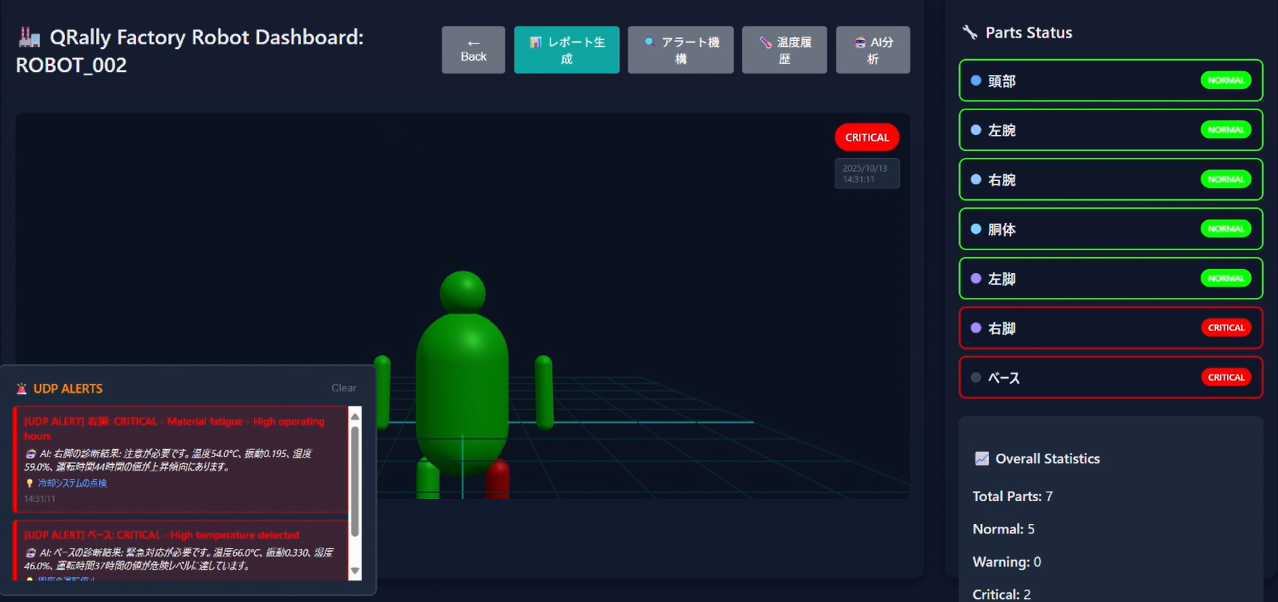 QRally Factory Robot Dashboard:
ROBOT_002
←
Back
レポート生
成
アラート機
構
温度履
歴
AI分
析
CRITICAL
2025/10/13
14:31:11
UDP ALERTS
Clear
[UDP ALERT] 右脚: CRITICAL - Material fatigue - High operating
hours
AI: 右脚の診断結果: 注意が必要です。温度54.0°C、振動0.195、湿度
59.0%、運転時間44時間の値が上昇傾向にあります。
冷却システムの点検
14:31:11
[UDP ALERT] ベース: CRITICAL - High temperature detected
AI: ベースの診断結果: 緊急対応が必要です。温度66.0°C、振動0.330、湿度
46.0%、運転時間37時間の値が危険レベルに達しています。
Parts Status
頭部
NORMAL
左腕
NORMAL
右腕
NORMAL
胴体
NORMAL
左脚
NORMAL
右脚
CRITICAL
ベース
CRITICAL
Overall Statistics
Total Parts: 7
Normal: 5
Warning: 0
Critical: 2